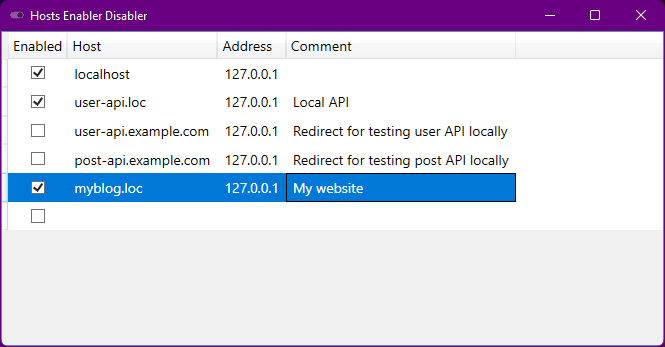 Hosts Enabler Disabler
Enabled Host Address Comment
localhost 127.0.0.1
user-api.loc 127.0.0.1 Local API
user-api.example.com 127.0.0.1 Redirect for testing user API locally
post-api.example.com 127.0.0.1 Redirect for testing post API locally
myblog.loc 127.0.0.1 My website